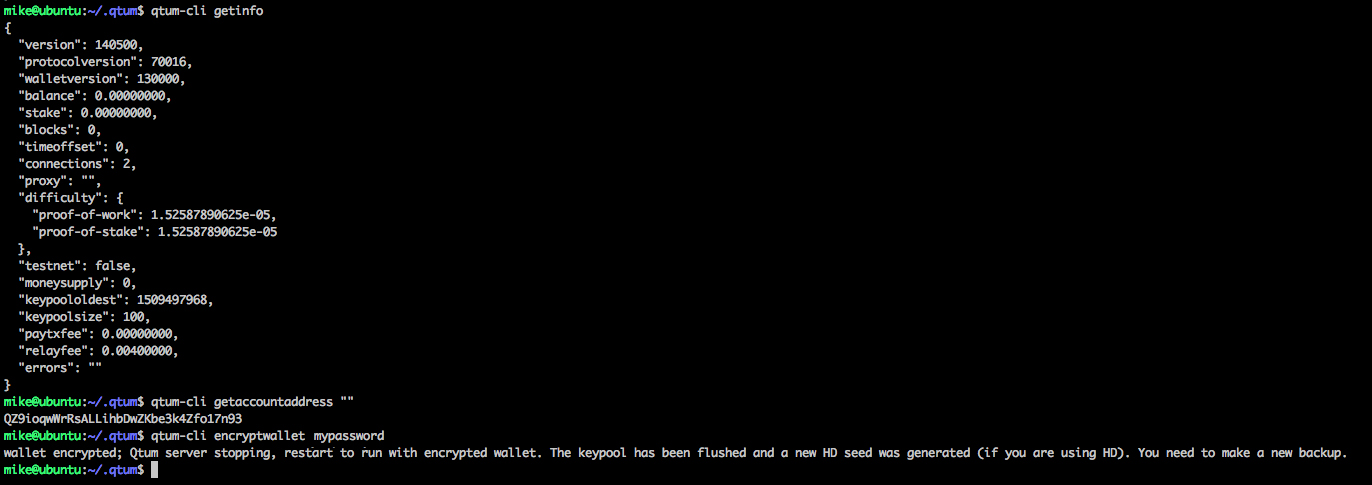 mike@ubuntu:~/.qtum$ qtum-cli getinfo
{
  "version": 140500,
  "protocolversion": 70016,
  "walletversion": 130000,
  "balance": 0.00000000,
  "stake": 0.00000000,
  "blocks": 0,
  "timeoffset": 0,
  "connections": 2,
  "proxy": "",
  "difficulty": {
    "proof-of-work": 1.52587890625e-05,
    "proof-of-stake": 1.52587890625e-05
  },
  "testnet": false,
  "moneysupply": 0,
  "keypoololdest": 1509497968,
  "keypoolsize": 100,
  "paytxfee": 0.00000000,
  "relayfee": 0.00400000,
  "errors": ""
}
mike@ubuntu:~/.qtum$ qtum-cli getaccountaddress ""
QZ9ioqwWrRsALLihbDwZKbe3k4Zfo17n93
mike@ubuntu:~/.qtum$ qtum-cli encryptwallet mypassword
wallet encrypted; Qtum server stopping, restart to run with encrypted wallet. The keypool has been flushed and a new HD seed was generated (if you are using HD). You need to make a new backup.
mike@ubuntu:~/.qtum$